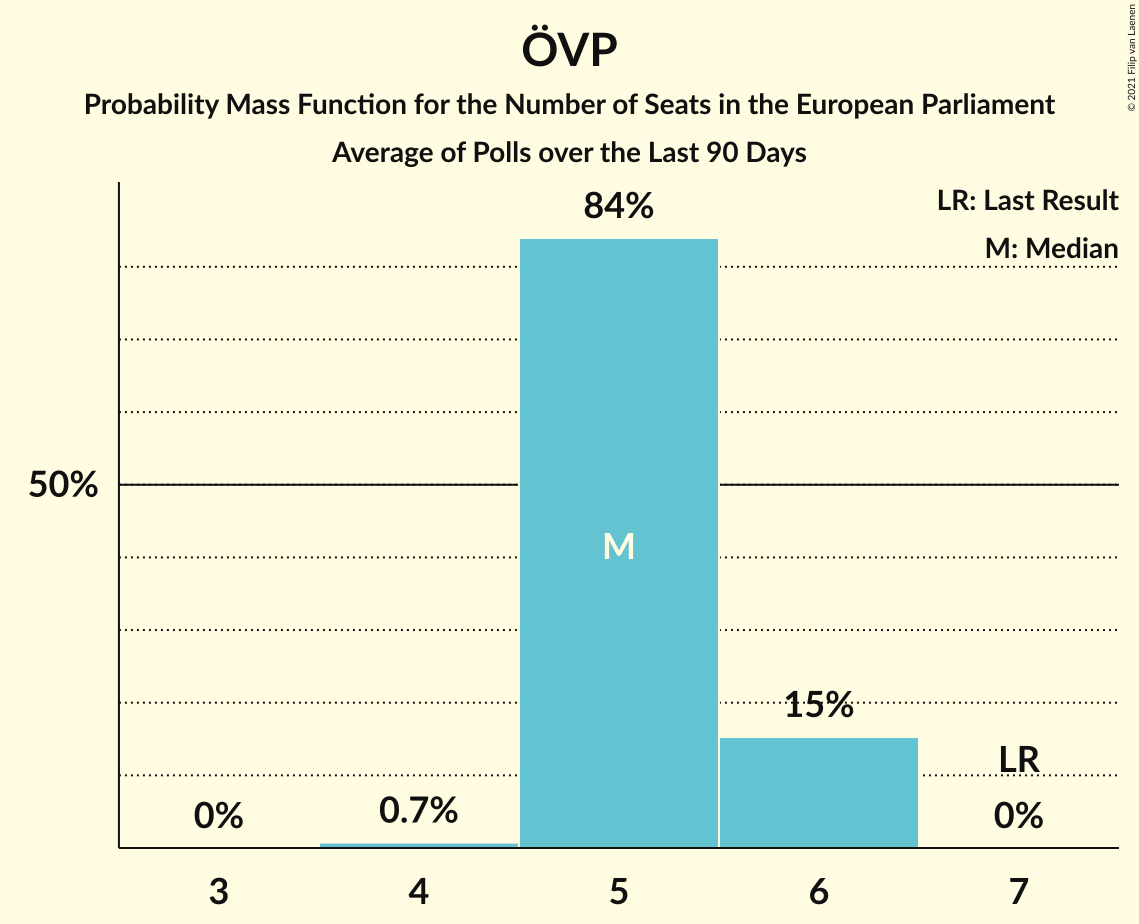 ÖVP
Probability Mass Function for the Number of Seats in the European Parliament
Average of Polls over the Last 90 Days
© 2021 Filip van Laenen
LR: Last Result
M: Median
84%
50%
M
15%
LR
0%
0.7%
0%
3
4
5
6
7